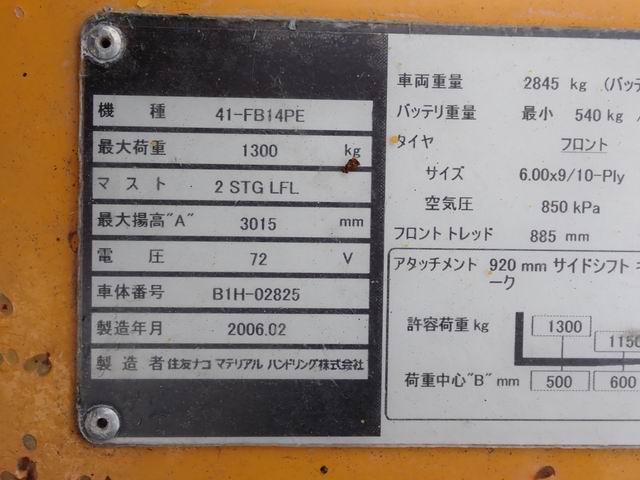 機 種 41-FB14PE
最大荷重 1300 kg
マスト 2 STG LFL
最大揚高"A" 3015 mm
電 圧 72 V
車体番号 B1H-02825
製造年月 2006.02
製造者 住友ナコ マテリアル ハンドリング株式会社
車両重量 2845 kg (バッテ
バッテリ重量 最小 540 kg /
タイヤ フロント
サイズ 6.00x9/10-Ply
空気圧 850 kPa
フロントトレッド 885 mm
アタッチメント 920 mm サイドシフト キ
ーク
許容荷重 kg 1300 1150
荷重中心"B" mm 500 600